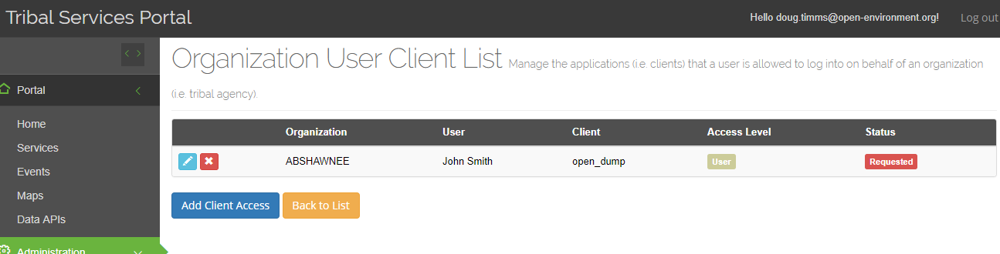 Tribal Services Portal
Hello doug.timms@open-environment.org!
Log out
Organization User Client List Manage the applications (i.e. clients) that a user is allowed to log into on behalf of an organization
(i.e. tribal agency).
Portal
Home
Services
Events
Maps
Data APIs
Administration
Organization User Client Access Level Status
ABSHAWNEE John Smith open_dump User Requested
Add Client Access Back to List